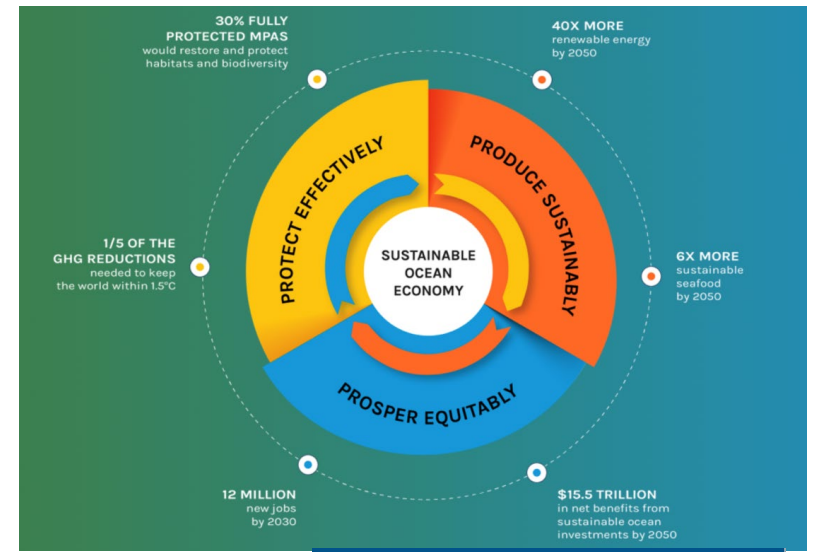 30% FULLY
PROTECTED MPAS
would restore and protect
habitats and biodiversity
40X MORE
renewable energy
by 2050
PROTECT EFFECTIVELY
PRODUCE SUSTAINABLY
1/5 OF THE
GHG REDUCTIONS
needed to keep
the world within 1.5°C
SUSTAINABLE
OCEAN
ECONOMY
6X MORE
sustainable
seafood
by 2050
PROSPER EQUITABLY
12 MILLION
new jobs
by 2030
$15.5 TRILLION
in net benefits from
sustainable ocean
investments by 2050